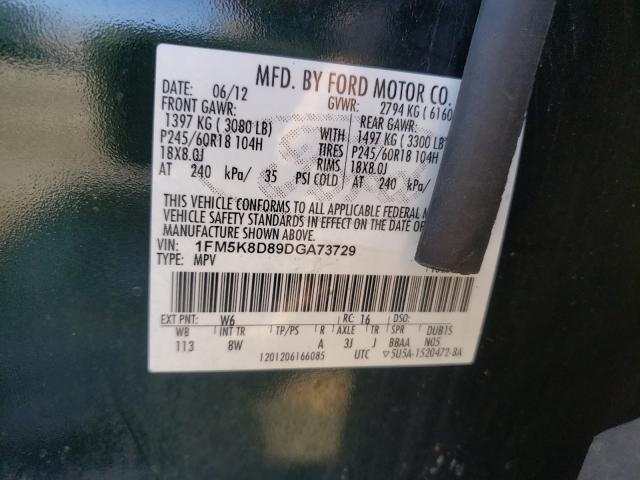 MFD. BY FORD MOTOR CO.
DATE: 06/12 GVWR: 2794 KG ( 6160
FRONT GAWR: REAR GAWR:
1397 KG ( 3080 LB) WITH 1497 KG ( 3300 LB)
P245/60R18 104H TIRES P245/60R18 104H
18X8.0J RIMS 18X8.0J
AT 240 kPa/ 35 PSI COLD AT 240 kPa/
THIS VEHICLE CONFORMS TO ALL APPLICABLE FEDERAL
VEHICLE SAFETY STANDARDS IN EFFECT ON THE DATE OF
MANUFACTURE SHOWN ABOVE.
VIN: 1FM5K8D89DGA73729
TYPE: MPV
EXT PNT: W6 RC: 16 DSO:
WB INT TR TP/PS R AXLE TR SPR DUB1S
113 8W A 3J J BBAA N05
1201206166085 UTC ▽5U5A-1520472-BA